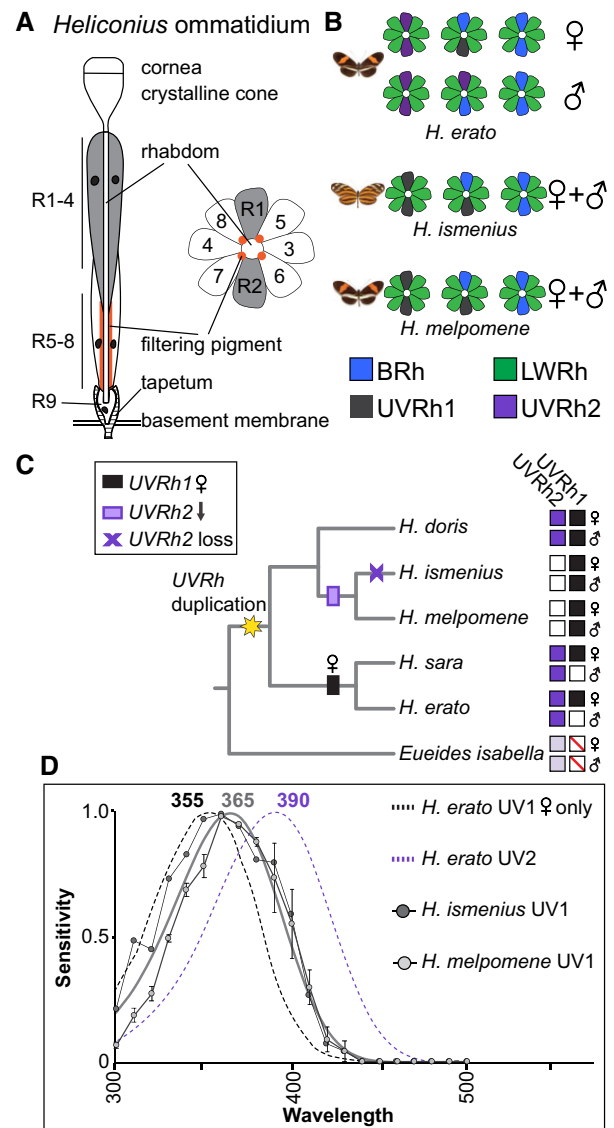 A
Heliconius ommatidium
cornea
crystalline cone
rhabdom
R1-4
R1
8
5
4
3
7
6
R2
R5-8
filtering pigment
tapetum
R9
basement membrane
B
♀
♂
H. erato
♀+♂
H. ismenius
♀+♂
H. melpomene
BRh
LWRh
UVRh1
UVRh2
C
UVRh1 ♀
UVRh2 ↓
UVRh2 loss
UVRh2
UVRh1
UVRh
duplication
H. doris
♀
♂
H. ismenius
♀
♂
H. melpomene
♀
♂
♀
H. sara
♀
♂
H. erato
♀
♂
Eueides isabella
♀
♂
D
355 365 390
1.0
0.5
0
Sensitivity
H. erato UV1 ♀ only
H. erato UV2
H. ismenius UV1
H. melpomene UV1
300
400
500
Wavelength